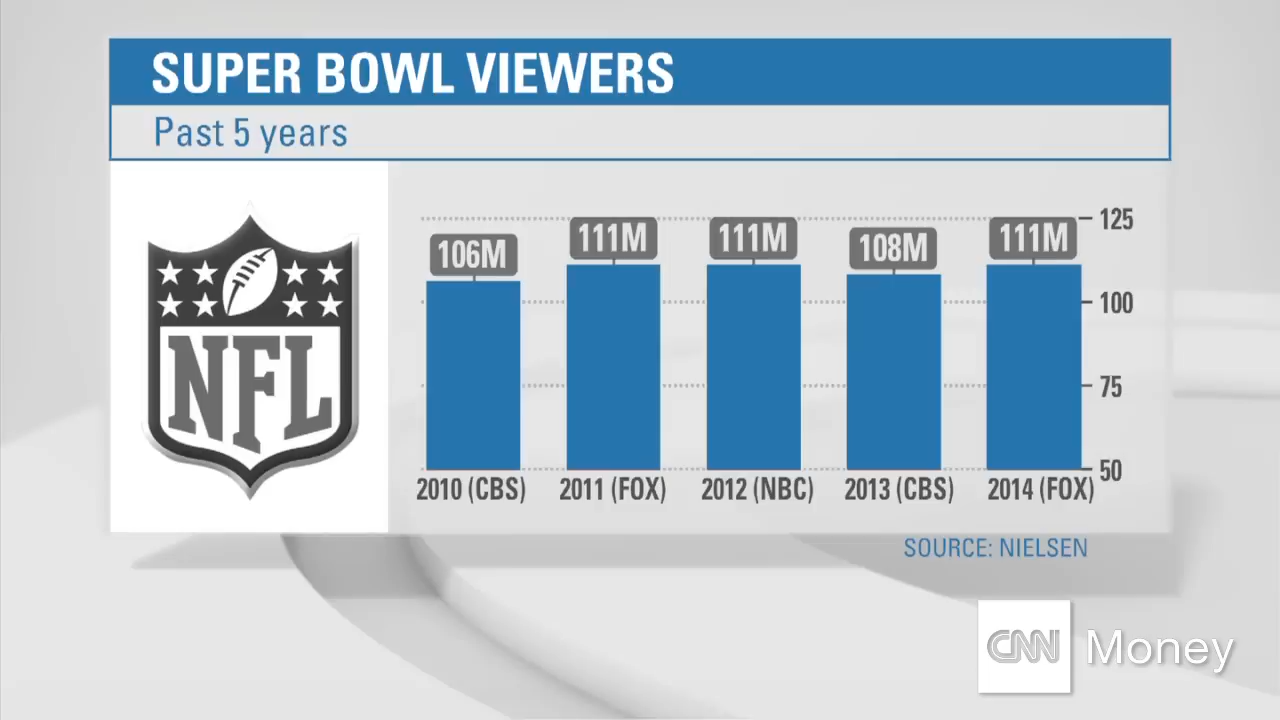 SUPER BOWL VIEWERS
Past 5 years
NFL
106M 111M 111M 108M 111M
125
100
75
50
2010 (CBS) 2011 (FOX) 2012 (NBC) 2013 (CBS) 2014 (FOX)
SOURCE: NIELSEN
CNN Money